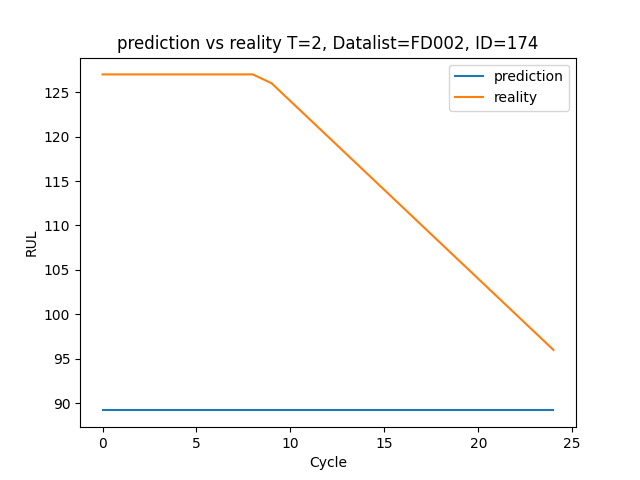 prediction vs reality T=2, Datalist=FD002, ID=174
prediction
reality
RUL
125
120
115
110
105
100
95
90
0 5 10 15 20 25
Cycle